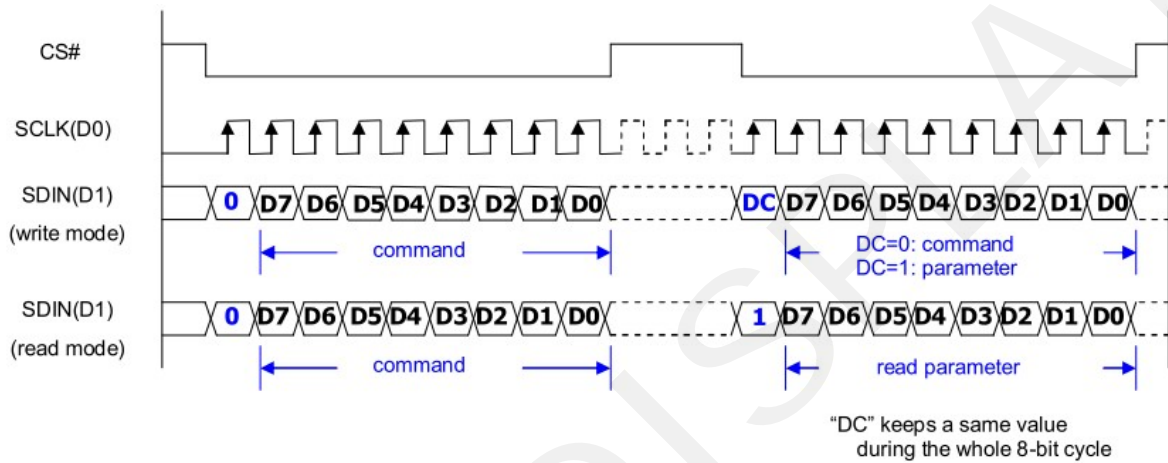 CS#
SCLK(D0)
SDIN(D1)
(write mode)
0 D7 D6 D5 D4 D3 D2 D1 D0
DC D7 D6 D5 D4 D3 D2 D1 D0
command
DC=0: command
DC=1: parameter
SDIN(D1)
(read mode)
0 D7 D6 D5 D4 D3 D2 D1 D0
1 D7 D6 D5 D4 D3 D2 D1 D0
command
read parameter
“DC” keeps a same value
during the whole 8-bit cycle
DISPLA